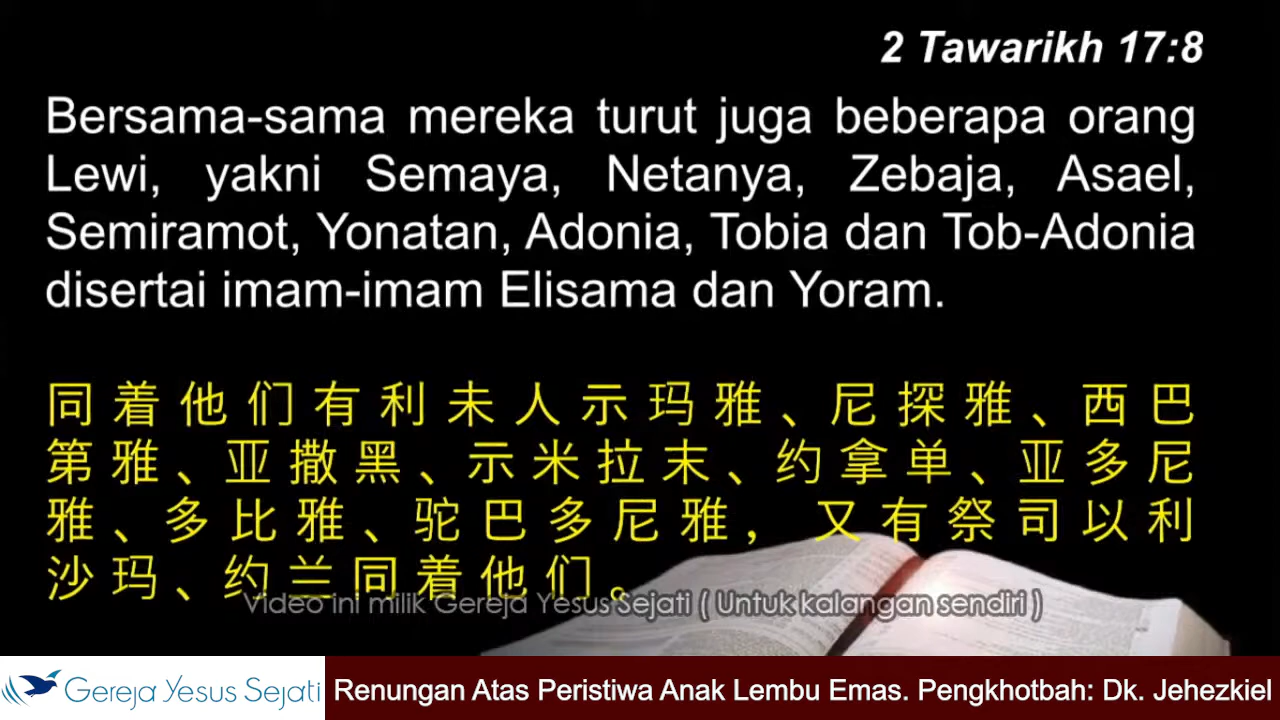 2 Tawarikh 17:8
Bersama-sama mereka turut juga beberapa orang
Lewi, yakni Semaya, Netanya, Zebaja, Asael,
Semiramot, Yonatan, Adonia, Tobia dan Tob-Adonia
disertai imam-imam Elisama dan Yoram.
同着他们有利未人示玛雅、尼探雅、西巴
第雅、亚撒黑、示米拉末、约拿单、亚多尼
雅、多比雅、驼巴多尼雅，又有祭司以利
沙玛、约兰同着他们。
Video ini milik Gereja Yesus Sejati ( Untuk kalangan sendiri )
Gereja Yesus Sejati
Renungan Atas Peristiwa Anak Lembu Emas. Pengkhotbah: Dk. Jehezkiel